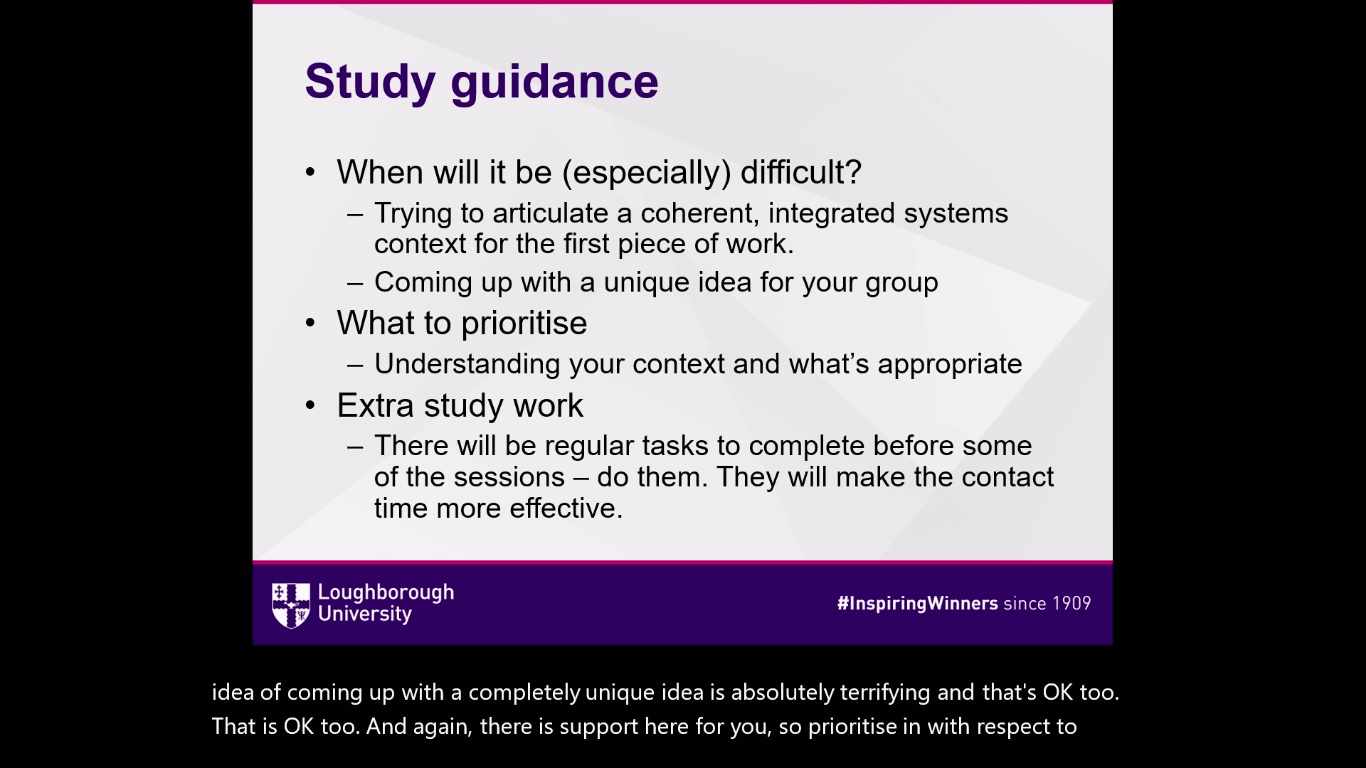 Study guidance
• When will it be (especially) difficult?
– Trying to articulate a coherent, integrated systems
context for the first piece of work.
– Coming up with a unique idea for your group
• What to prioritise
– Understanding your context and what’s appropriate
• Extra study work
– There will be regular tasks to complete before some
of the sessions – do them. They will make the contact
time more effective.
Loughborough
University
#InspiringWinners since 1909
idea of coming up with a completely unique idea is absolutely terrifying and that's OK too.
That is OK too. And again, there is support here for you, so prioritise in with respect to